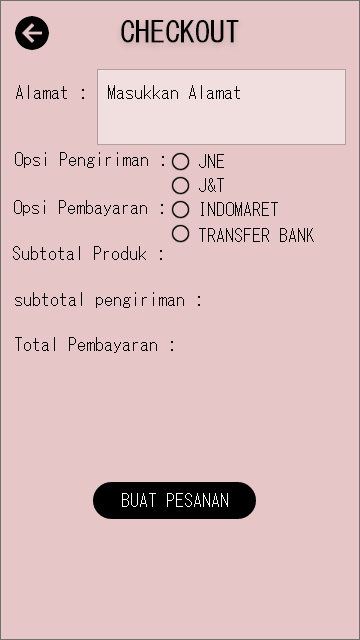 CHECKOUT
Alamat :
Masukkan Alamat
Opsi Pengiriman :
JNE
J&T
Opsi Pembayaran :
INDOMARET
TRANSFER BANK
Subtotal Produk :
subtotal pengiriman :
Total Pembayaran :
BUAT PESANAN